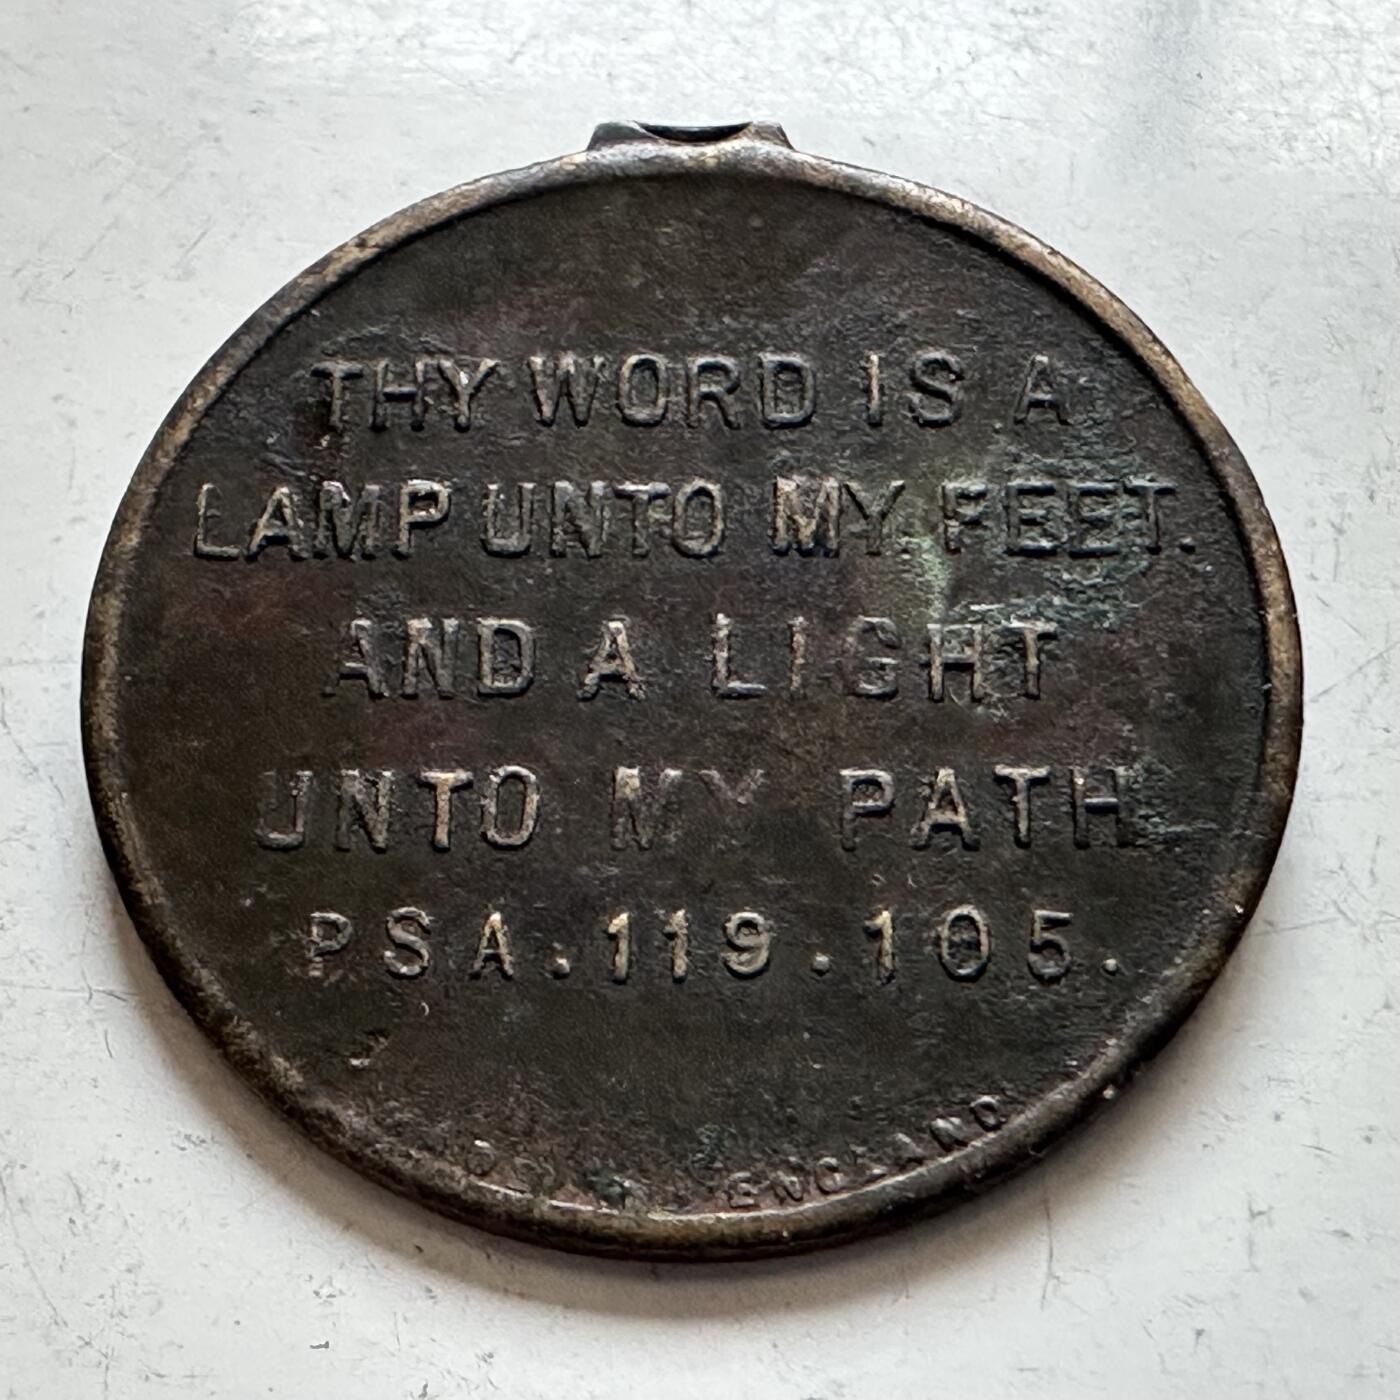 THY WORD IS A
LAMP UNTO MY FEET.
AND A LIGHT
UNTO MY PATH
PSA.119.105.
ENGLAND